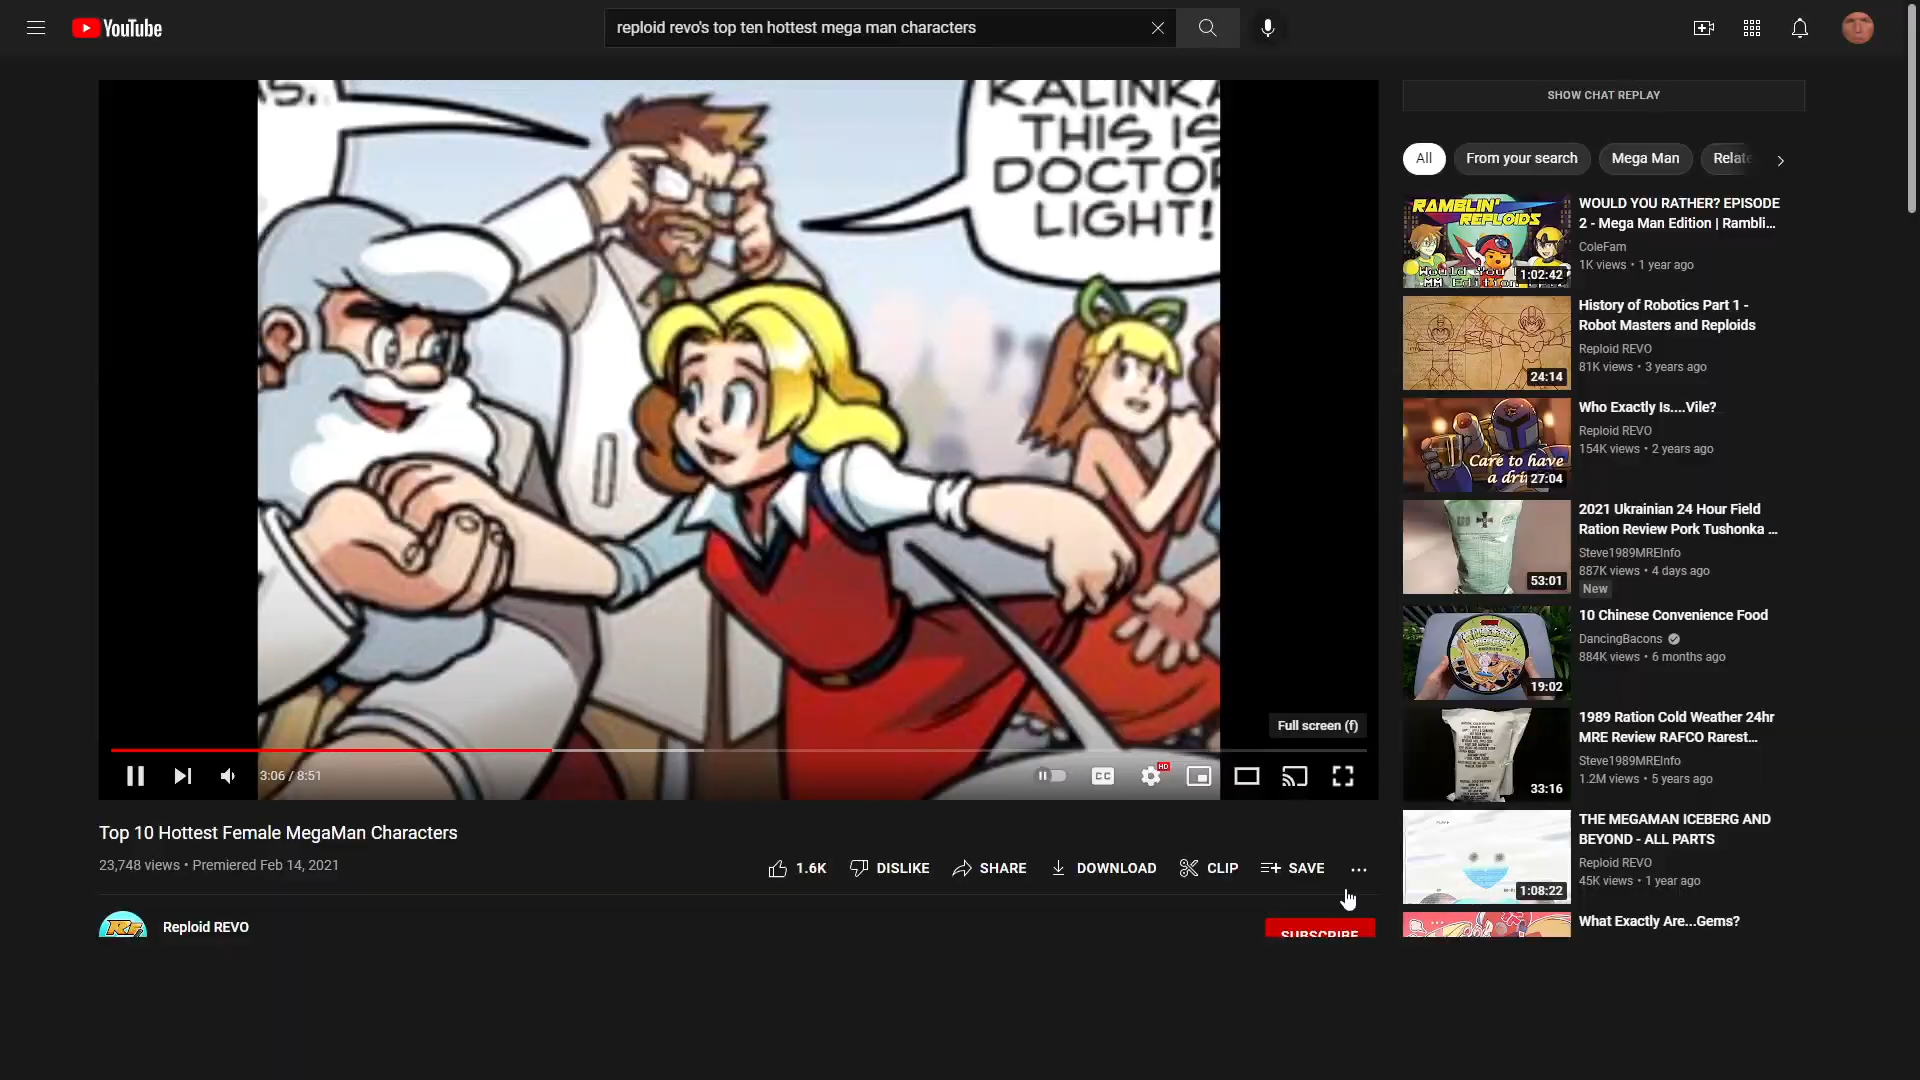 YouTube
reploid revo's top ten hottest mega man characters
KALINKA
THIS IS
DOCTOR
LIGHT!
Full screen (f)
3:06 / 8:51
CC
HD
Top 10 Hottest Female MegaMan Characters
23,748 views • Premiered Feb 14, 2021
1.6K
DISLIKE
SHARE
DOWNLOAD
CLIP
SAVE
Reploid REVO
SUBSCRIBE
SHOW CHAT REPLAY
All
From your search
Mega Man
Relate
RAMBLIN'
REPLOIDS
Would You
MM Edition
1:02:42
WOULD YOU RATHER? EPISODE
2 - Mega Man Edition | Rambli...
ColeFam
1K views • 1 year ago
24:14
History of Robotics Part 1 -
Robot Masters and Reploids
Reploid REVO
81K views • 3 years ago
Care to have
a dri
27:04
Who Exactly Is....Vile?
Reploid REVO
154K views • 2 years ago
53:01
2021 Ukrainian 24 Hour Field
Ration Review Pork Tushonka ...
Steve1989MREInfo
887K views • 4 days ago
New
19:02
10 Chinese Convenience Food
DancingBacons
884K views • 6 months ago
33:16
1989 Ration Cold Weather 24hr
MRE Review RAFCO Rarest...
Steve1989MREInfo
1.2M views • 5 years ago
1:08:22
THE MEGAMAN ICEBERG AND
BEYOND - ALL PARTS
Reploid REVO
45K views • 1 year ago
What Exactly Are...Gems?